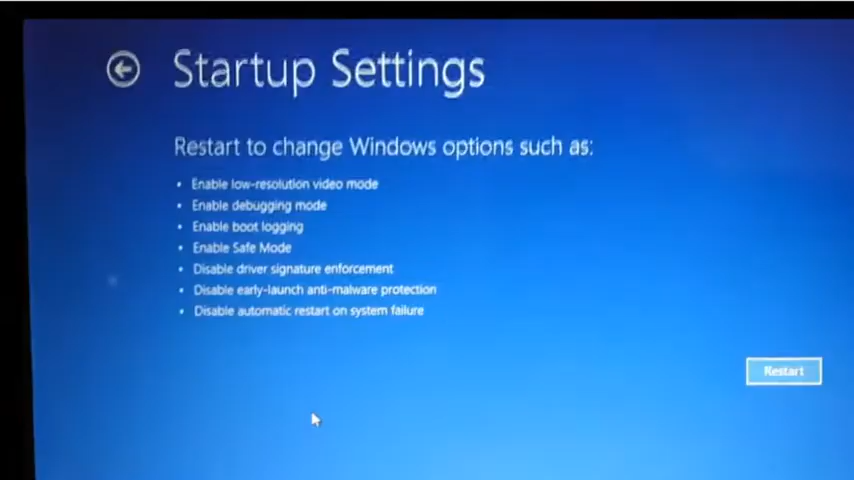 Startup Settings
Restart to change Windows options such as:
• Enable low-resolution video mode
• Enable debugging mode
• Enable boot logging
• Enable Safe Mode
• Disable driver signature enforcement
• Disable early-launch anti-malware protection
• Disable automatic restart on system failure
Restart